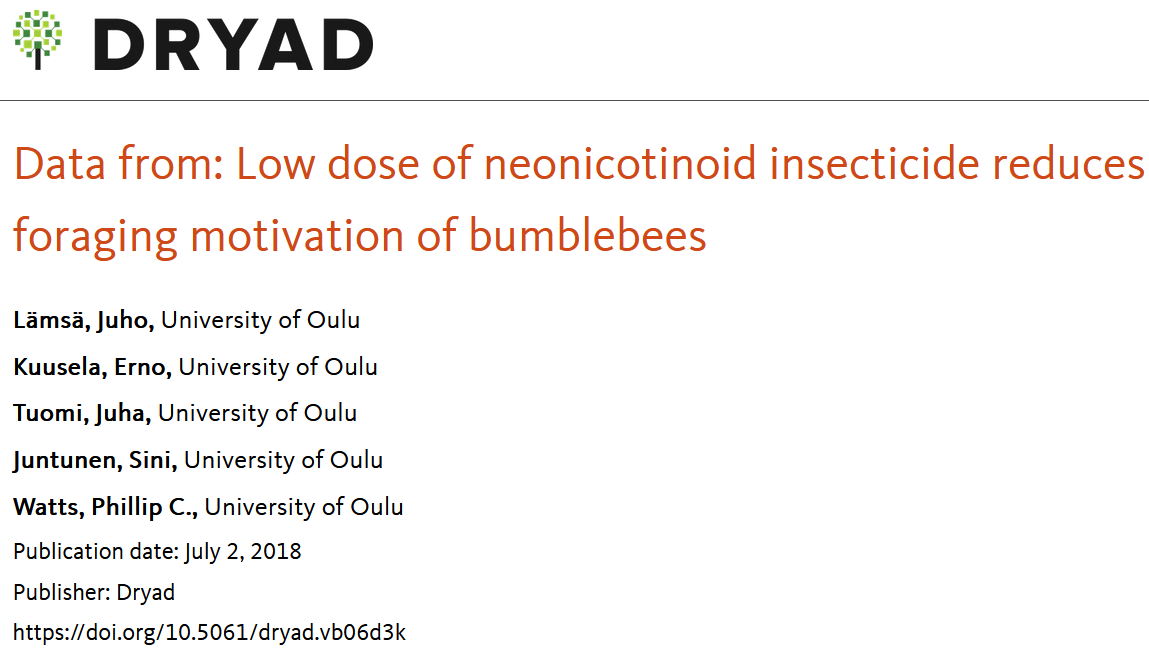 DRYAD
Data from: Low dose of neonicotinoid insecticide reduces
foraging motivation of bumblebees
Lämsä, Juho, University of Oulu
Kuusela, Erno, University of Oulu
Tuomi, Juha, University of Oulu
Juntunen, Sini, University of Oulu
Watts, Phillip C., University of Oulu
Publication date: July 2, 2018
Publisher: Dryad
https://doi.org/10.5061/dryad.vb06d3k